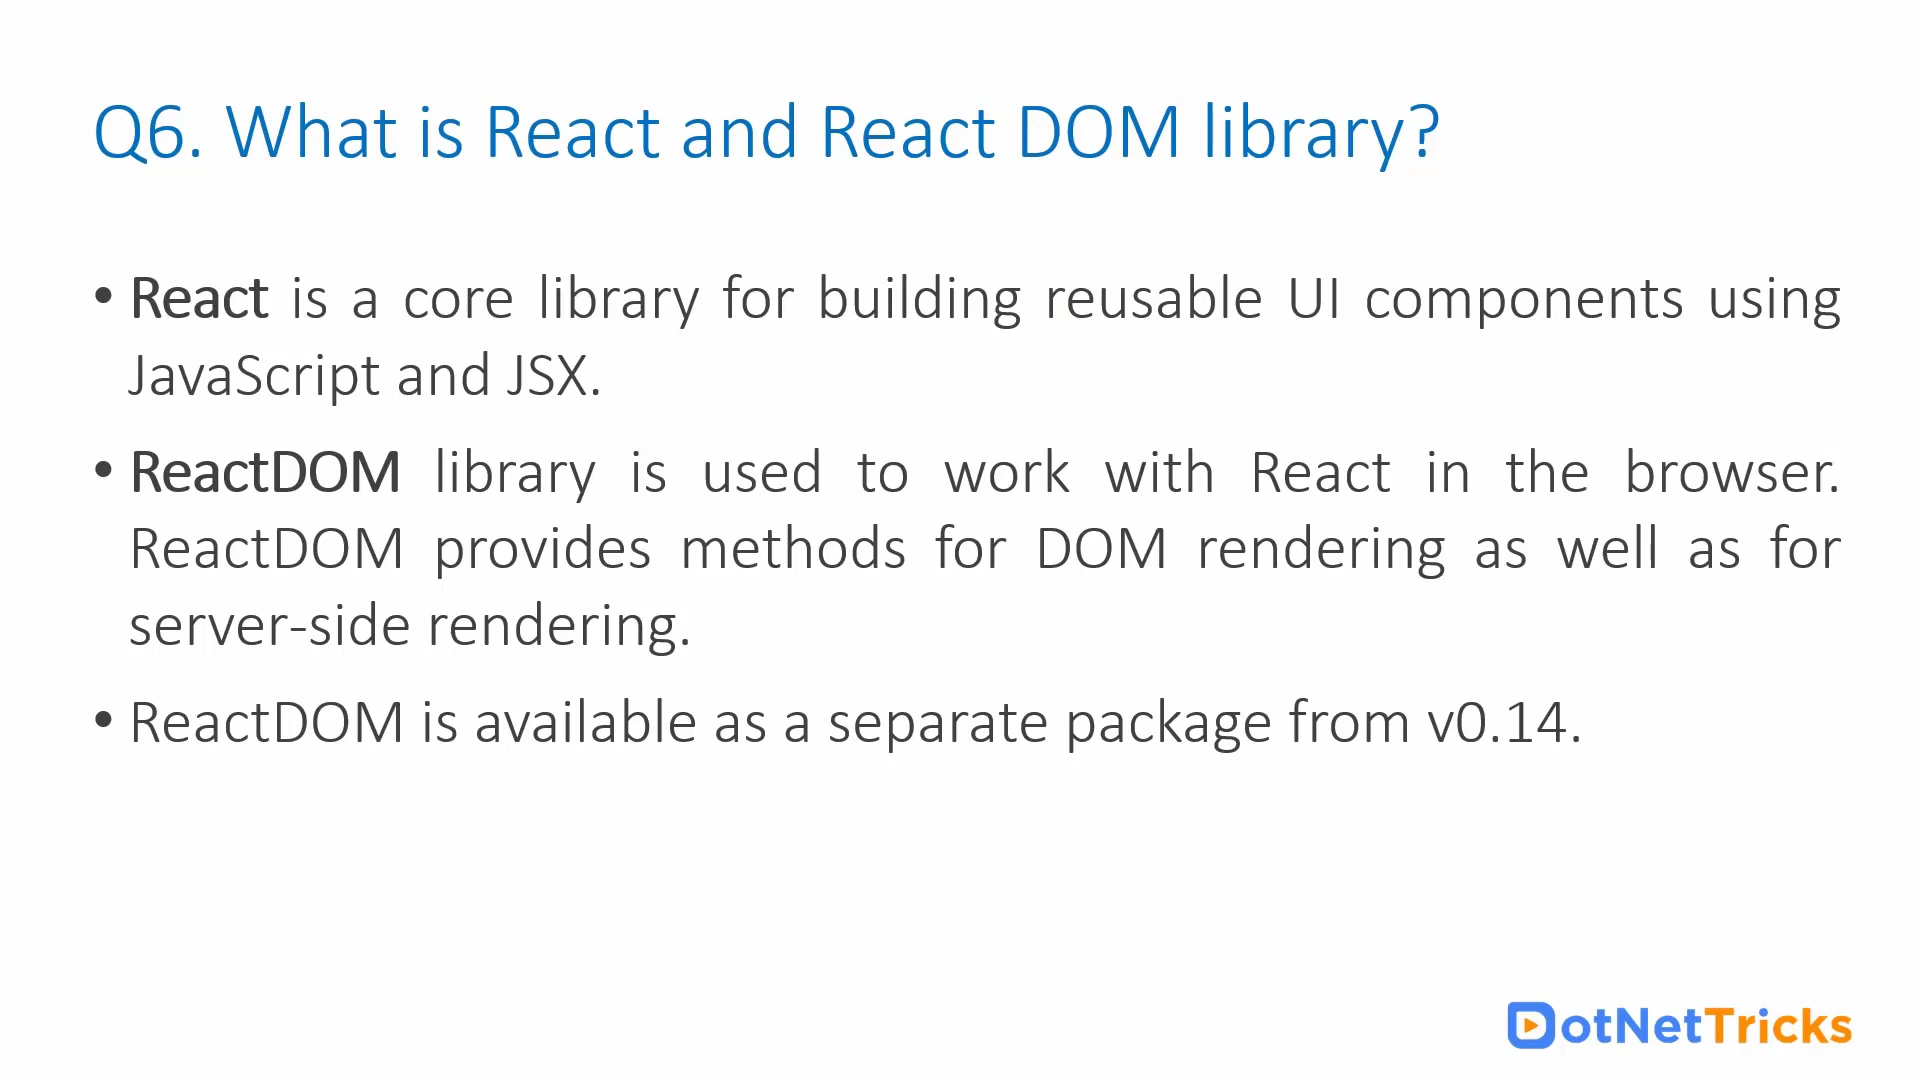 Q6. What is React and React DOM library?
• React is a core library for building reusable UI components using
JavaScript and JSX.
• ReactDOM library is used to work with React in the browser.
ReactDOM provides methods for DOM rendering as well as for
server-side rendering.
• ReactDOM is available as a separate package from v0.14.
DotNetTricks